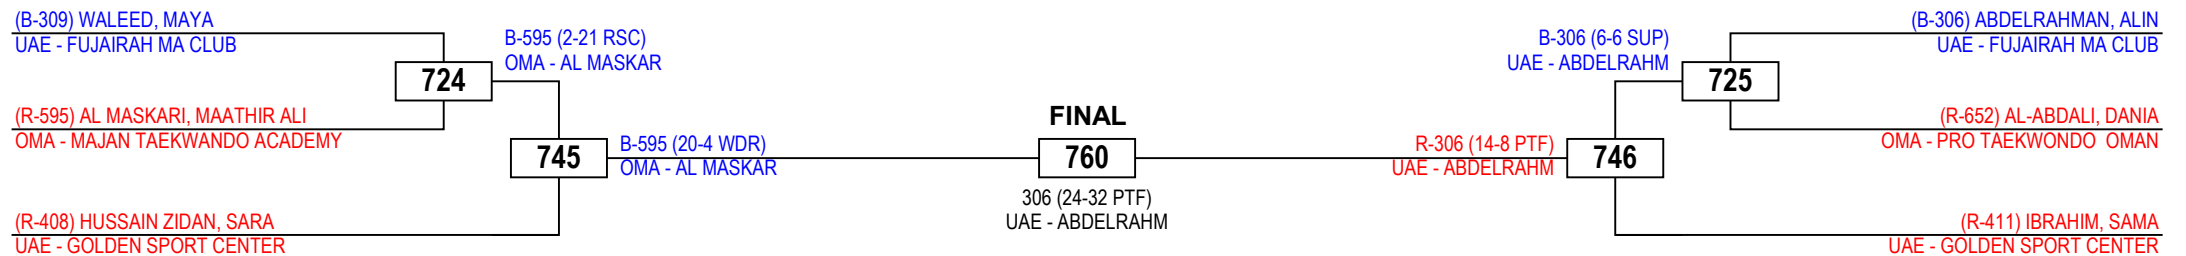 (B-309) WALEED, MAYA
UAE - FUJAIRAH MA CLUB
B-595 (2-21 RSC)
OMA - AL MASKAR
724
(R-595) AL MASKARI, MAATHIR ALI
OMA - MAJAN TAEKWANDO ACADEMY
745
B-595 (20-4 WDR)
OMA - AL MASKAR
(R-408) HUSSAIN ZIDAN, SARA
UAE - GOLDEN SPORT CENTER
FINAL
760
306 (24-32 PTF)
UAE - ABDELRAHM
B-306 (6-6 SUP)
UAE - ABDELRAHM
(B-306) ABDELRAHMAN, ALIN
UAE - FUJAIRAH MA CLUB
725
(R-652) AL-ABDALI, DANIA
OMA - PRO TAEKWONDO  OMAN
R-306 (14-8 PTF)
UAE - ABDELRAHM
746
(R-411) IBRAHIM, SAMA
UAE - GOLDEN SPORT CENTER